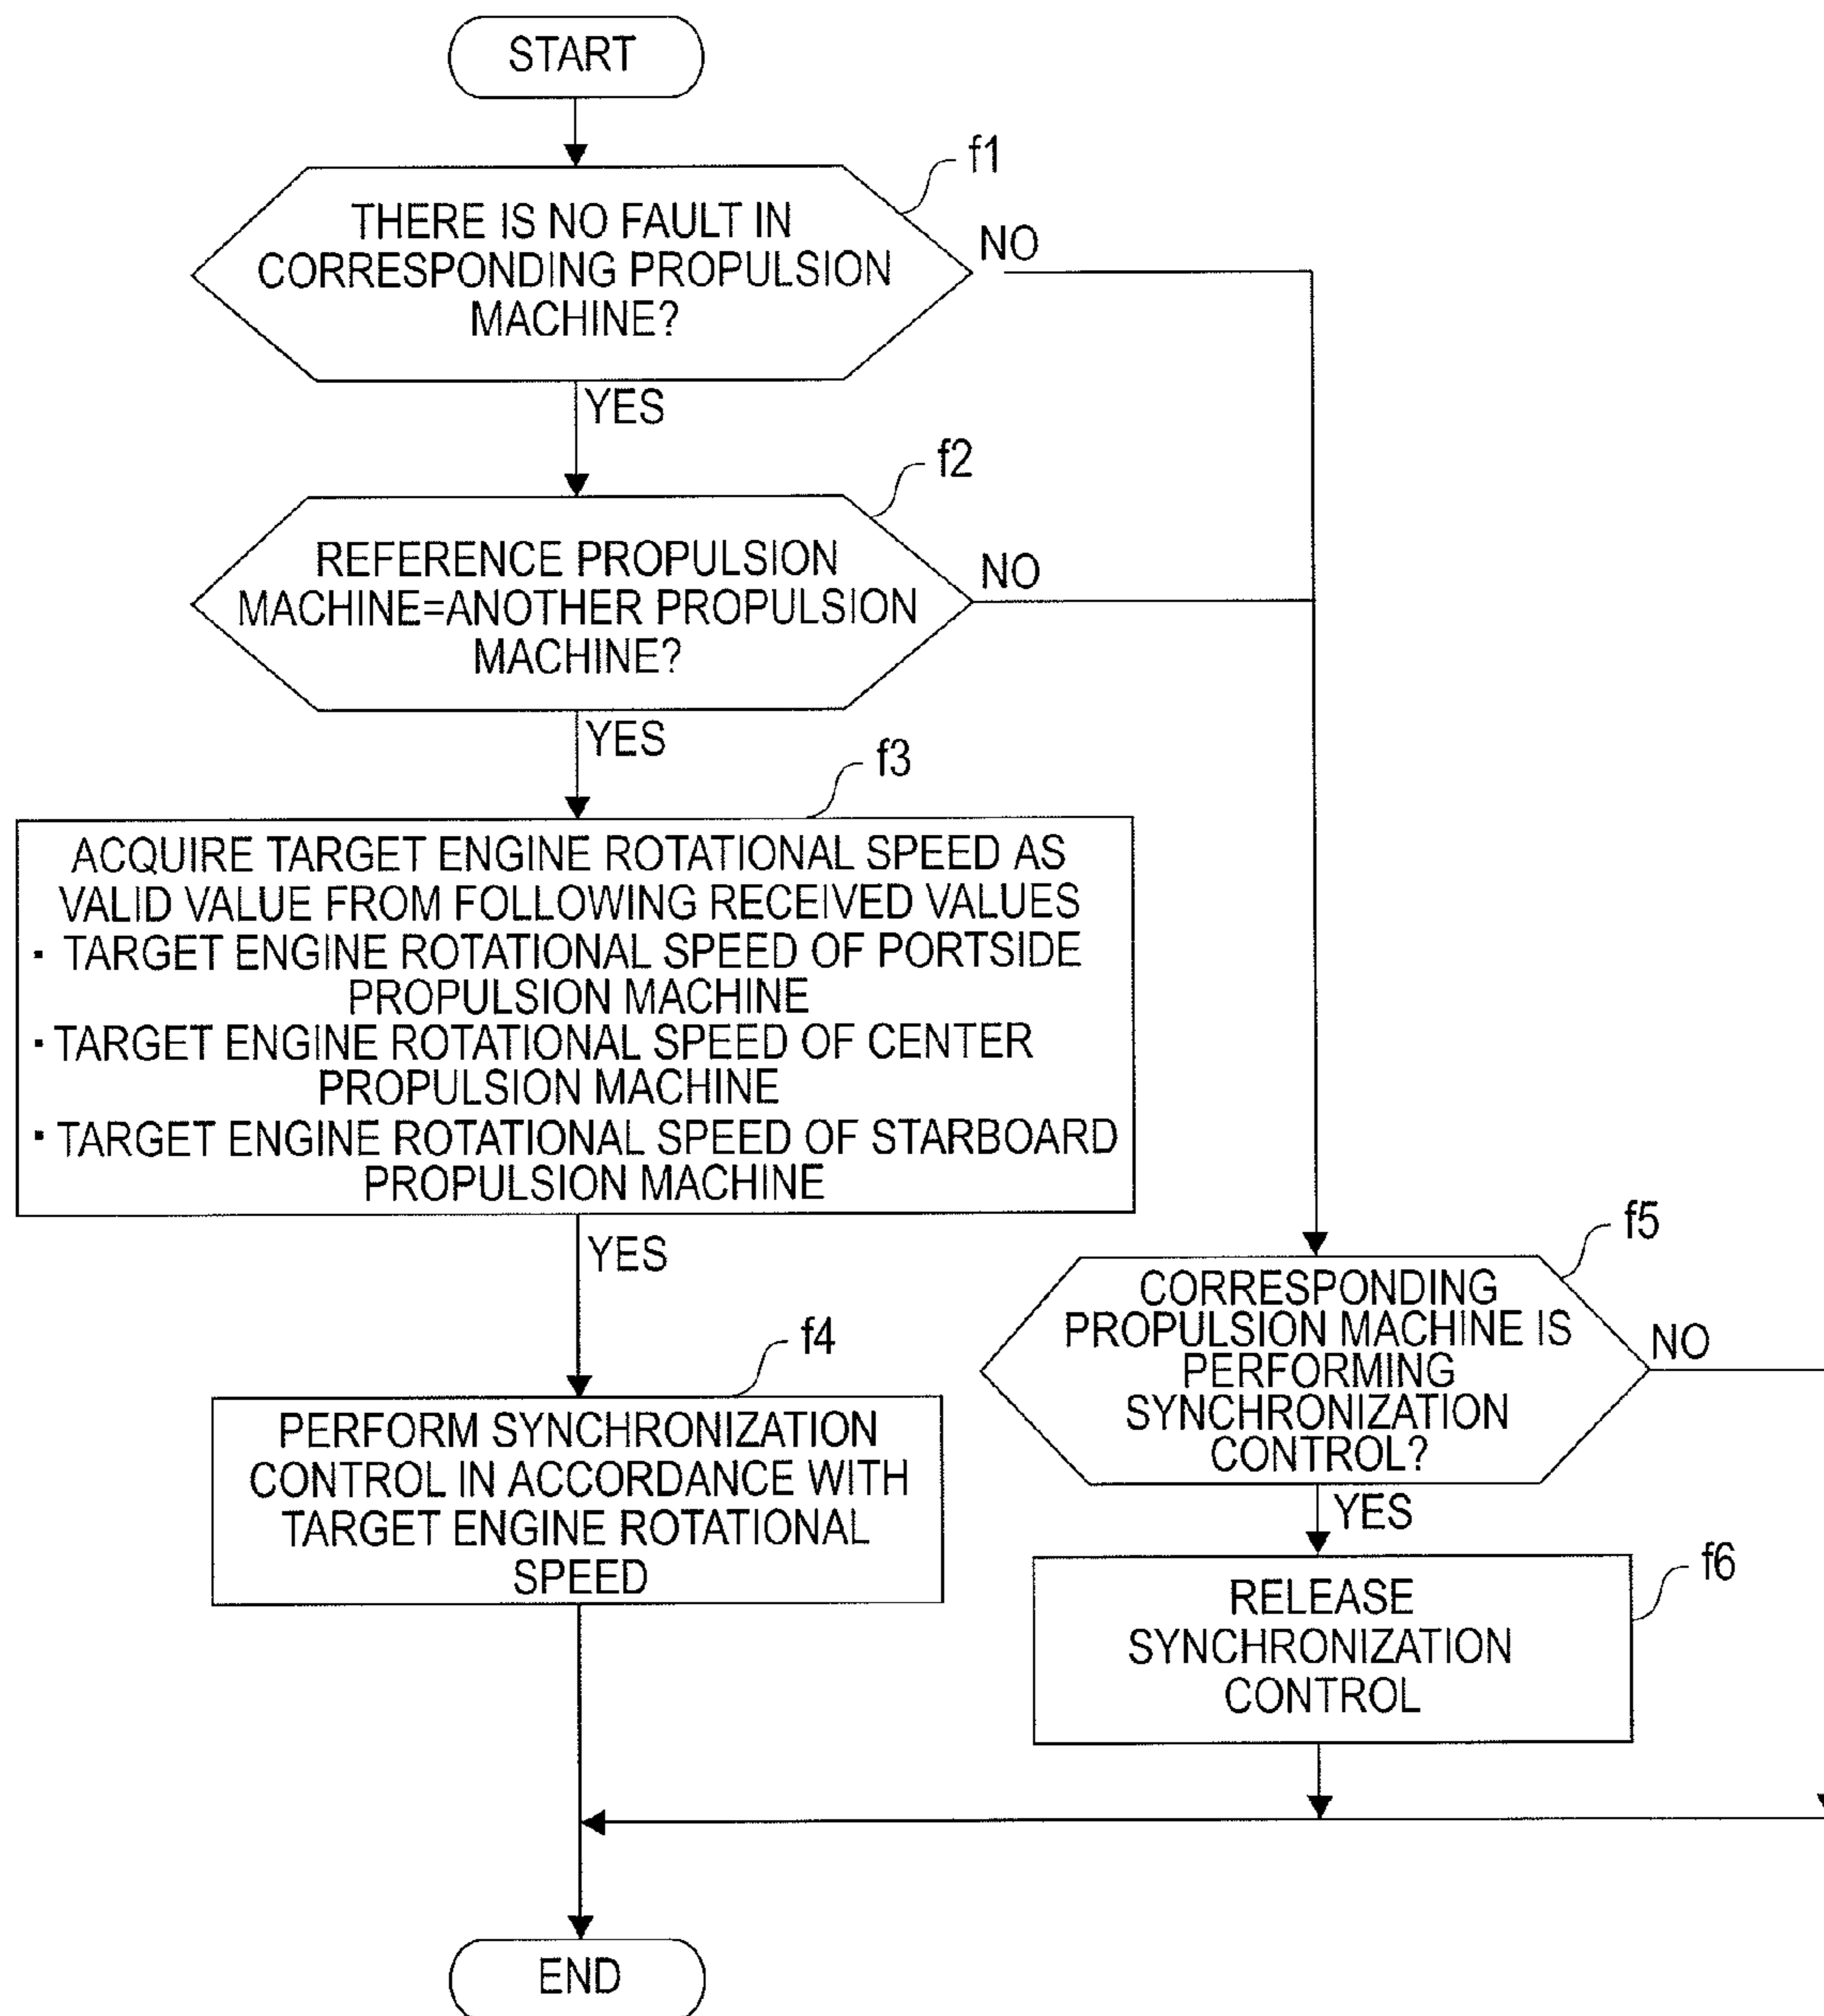 START
f1
THERE IS NO FAULT IN
CORRESPONDING PROPULSION
MACHINE?
NO
YES
f2
REFERENCE PROPULSION
MACHINE=ANOTHER PROPULSION
MACHINE?
NO
YES
f3
ACQUIRE TARGET ENGINE ROTATIONAL SPEED AS
VALID VALUE FROM FOLLOWING RECEIVED VALUES
· TARGET ENGINE ROTATIONAL SPEED OF PORTSIDE
PROPULSION MACHINE
· TARGET ENGINE ROTATIONAL SPEED OF CENTER
PROPULSION MACHINE
· TARGET ENGINE ROTATIONAL SPEED OF STARBOARD
PROPULSION MACHINE
YES
f4
PERFORM SYNCHRONIZATION
CONTROL IN ACCORDANCE WITH
TARGET ENGINE ROTATIONAL
SPEED
f5
CORRESPONDING
PROPULSION MACHINE IS
PERFORMING
SYNCHRONIZATION
CONTROL?
NO
YES
f6
RELEASE
SYNCHRONIZATION
CONTROL
END